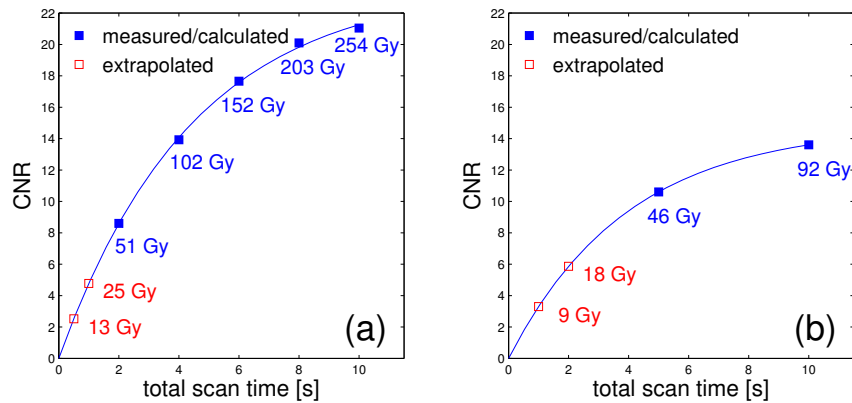 22
20
18
16
14
12
10
8
6
4
2
0
CNR
measured/calculated
extrapolated
254 Gy
203 Gy
152 Gy
102 Gy
51 Gy
25 Gy
13 Gy
(a)
0 2 4 6 8 10
total scan time [s]
22
20
18
16
14
12
10
8
6
4
2
0
CNR
measured/calculated
extrapolated
92 Gy
46 Gy
18 Gy
9 Gy
(b)
0 2 4 6 8 10
total scan time [s]